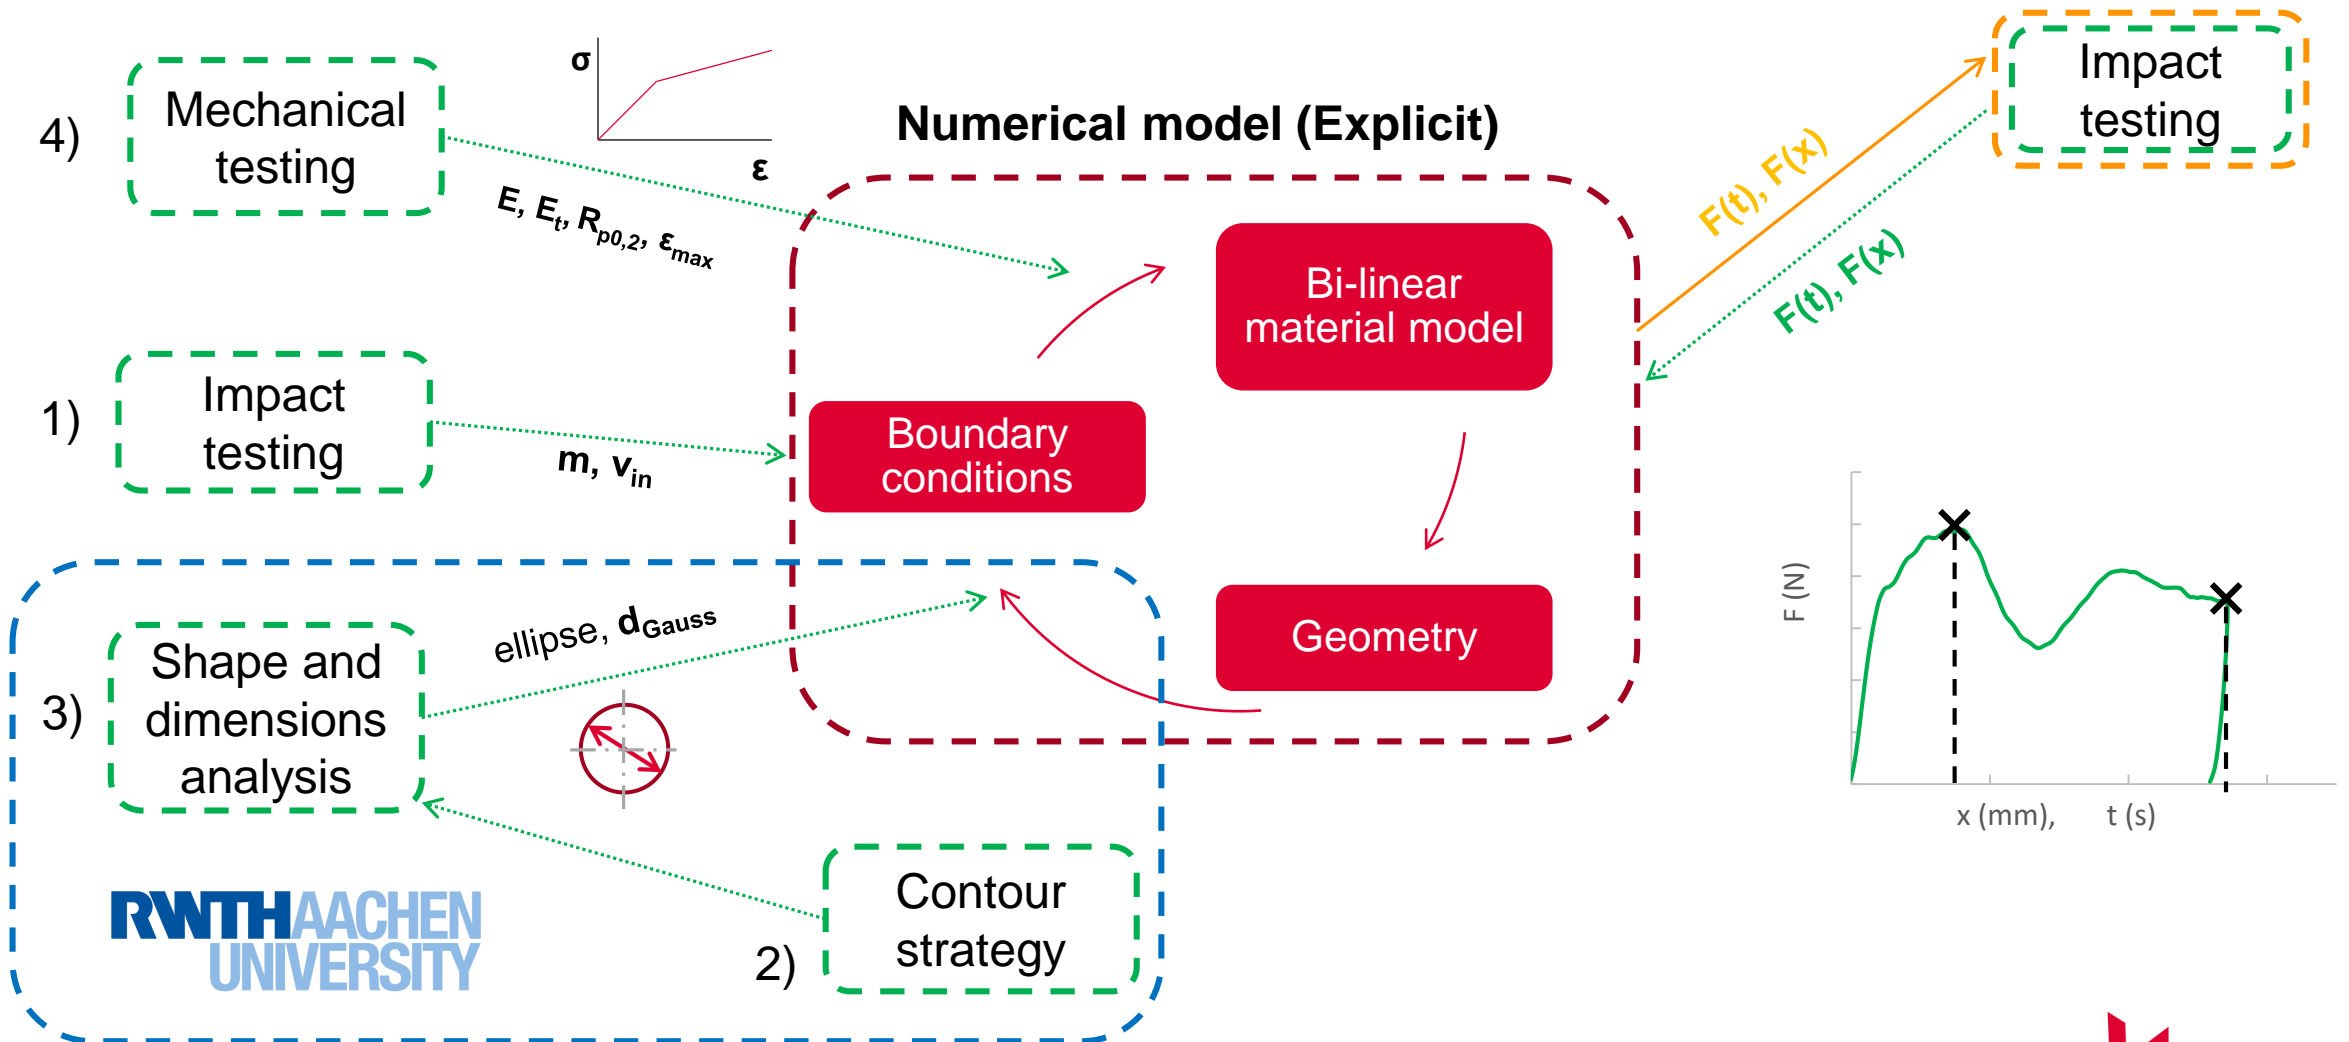 σ
ε
4)
Mechanical
testing
E, Et, Rp0,2, εmax
Numerical model (Explicit)
Impact
testing
F(t), F(x)
F(t), F(x)
Bi-linear
material model
1)
Impact
testing
m, vin
Boundary
conditions
Geometry
3)
Shape and
dimensions
analysis
ellipse, dGauss
2)
Contour
strategy
RWTHAACHEN
UNIVERSITY
F (N)
x (mm), t (s)